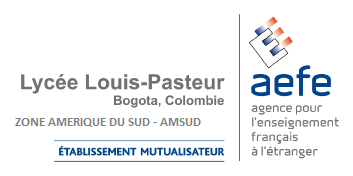 Lycée Louis-Pasteur
Bogota, Colombie
ZONE AMERIQUE DU SUD - AMSUD
ÉTABLISSEMENT MUTUALISATEUR
aefe
agence pour
l'enseignement
français
à l'étranger